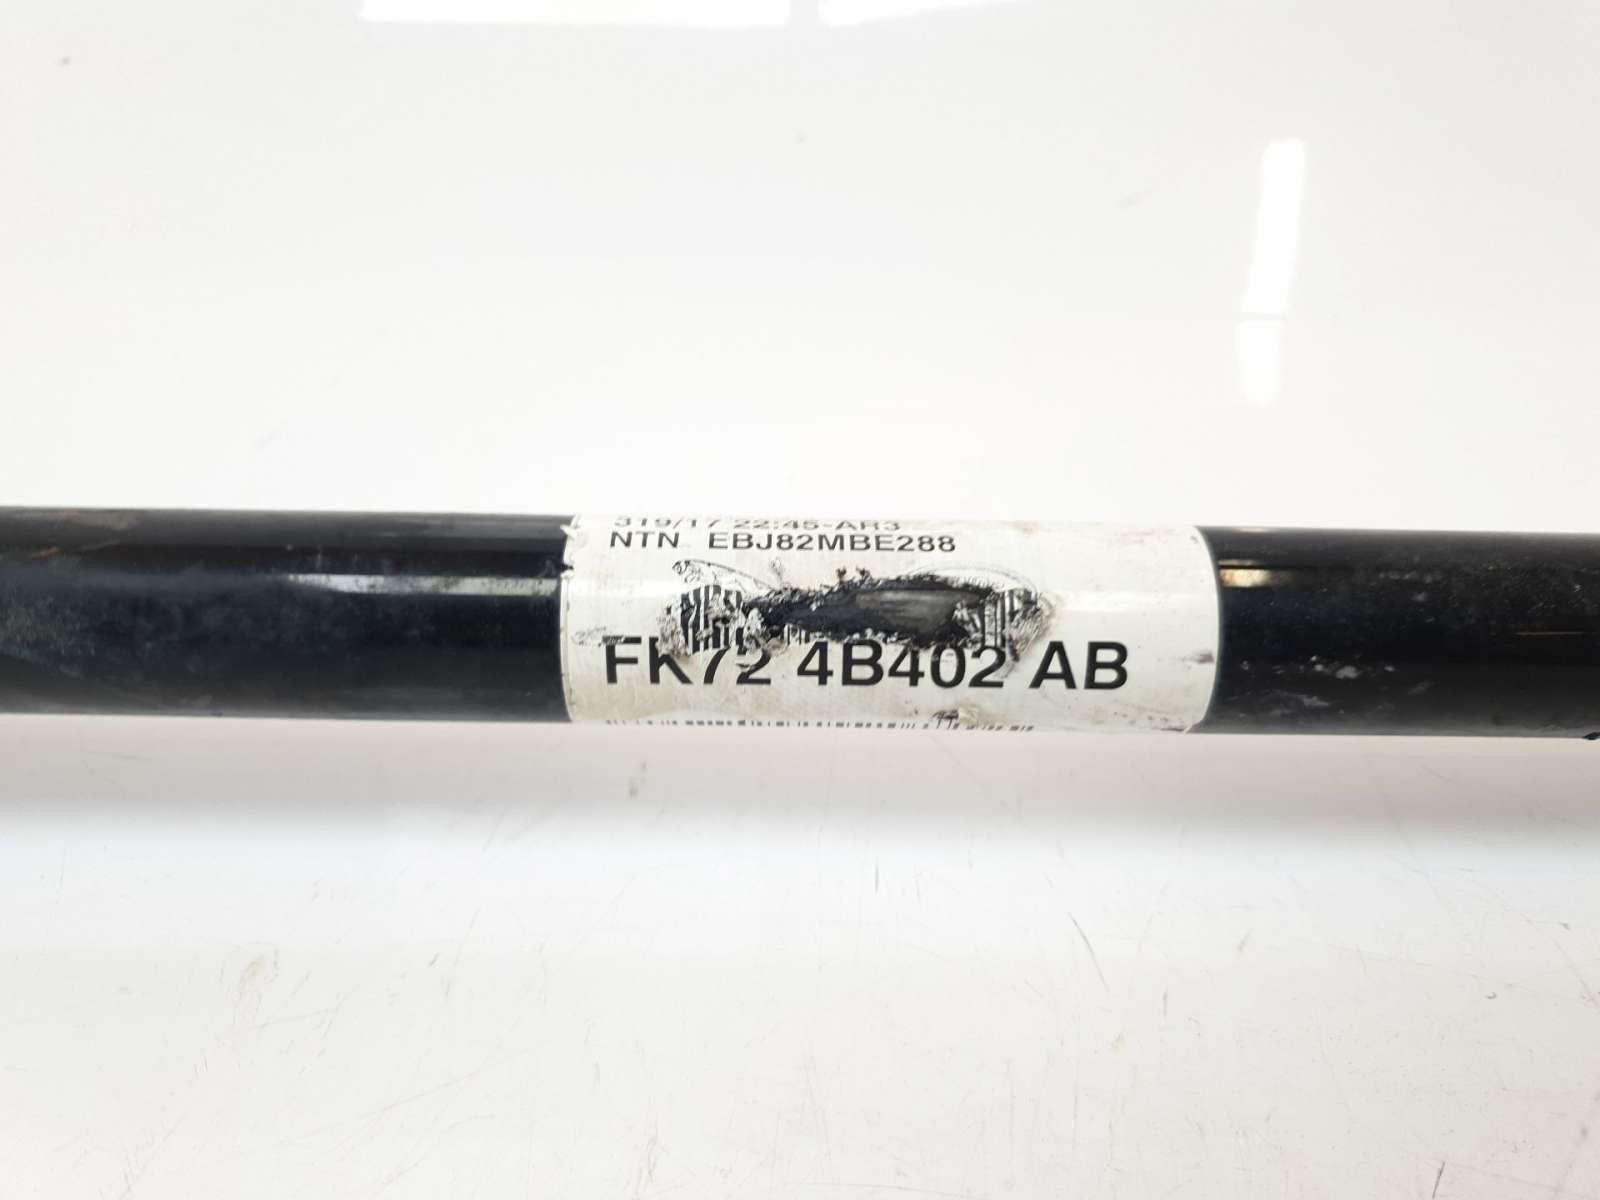 319/17 22:45-AR3
NTN EBJ82MBE288
FK72 4B402 AB